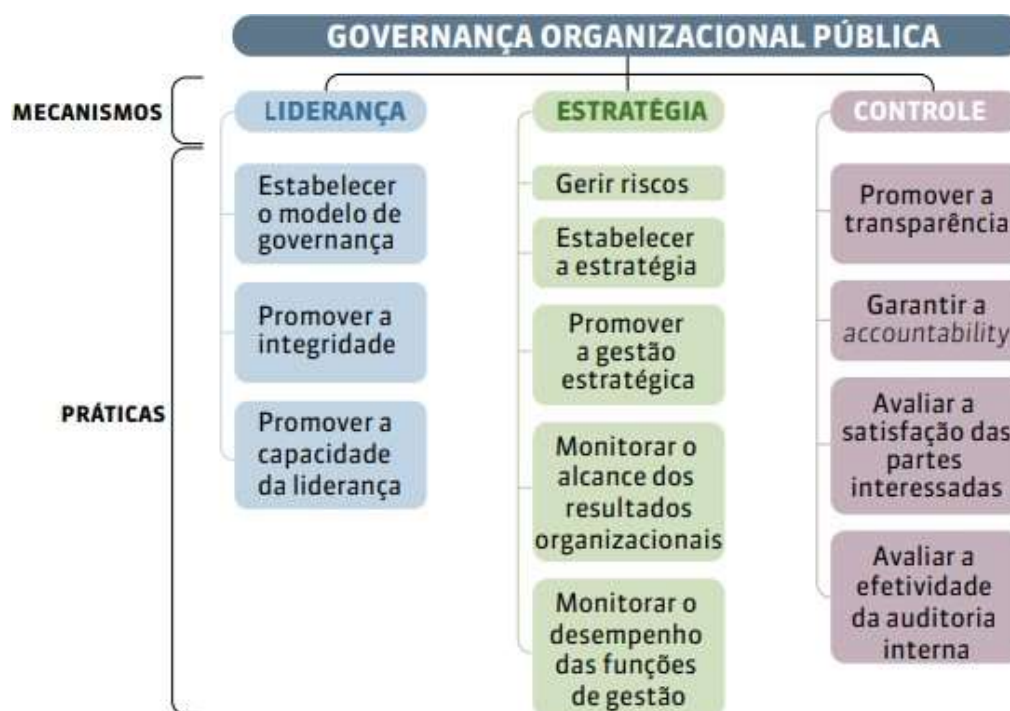 GOVERNANÇA ORGANIZACIONAL PÚBLICA
MECANISMOS
LIDERANÇA
ESTRATÉGIA
CONTROLE
PRÁTICAS
Estabelecer
o modelo de
governança
Promover a
integridade
Promover a
capacidade
da liderança
Gerir riscos
Estabelecer
a estratégia
Promover
a gestão
estratégica
Monitorar o
alcance dos
resultados
organizacionais
Monitorar o
desempenho
das funções
de gestão
Promover a
transparência
Garantir a
accountability
Avaliar a
satisfação das
partes
interessadas
Avaliar a
efetividade
da auditoria
interna